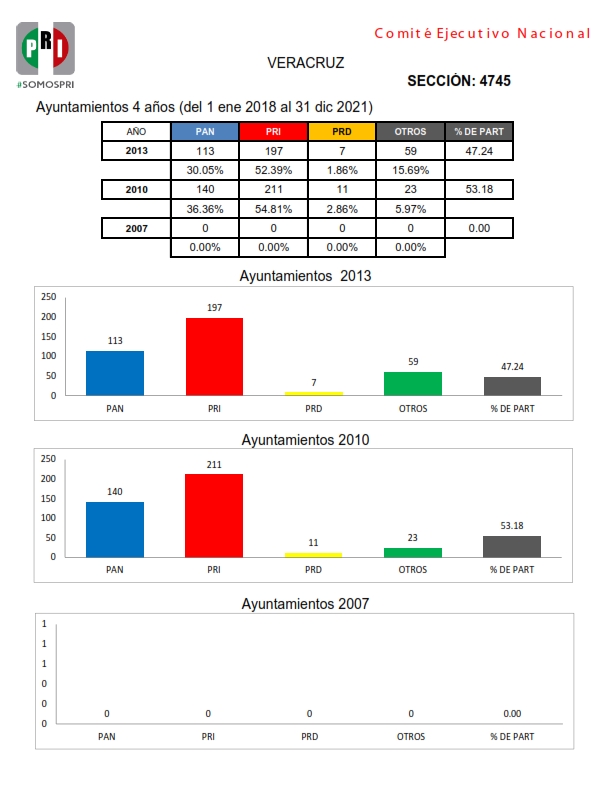 Comité Ejecutivo Nacional
PRI
#SOMOSPRI
VERACRUZ
SECCIÓN: 4745
Ayuntamientos 4 años (del 1 ene 2018 al 31 dic 2021)
AÑO PAN PRI PRD OTROS % DE PART
2013 113 197 7 59 47.24
30.05% 52.39% 1.86% 15.69%
2010 140 211 11 23 53.18
36.36% 54.81% 2.86% 5.97%
2007 0 0 0 0 0.00
0.00% 0.00% 0.00% 0.00%
Ayuntamientos 2013
250
200
150
100
50
0
113 197 7 59 47.24
PAN PRI PRD OTROS % DE PART
Ayuntamientos 2010
250
200
150
100
50
0
140 211 11 23 53.18
PAN PRI PRD OTROS % DE PART
Ayuntamientos 2007
1
1
1
0
0
0
0 0 0 0 0.00
PAN PRI PRD OTROS % DE PART